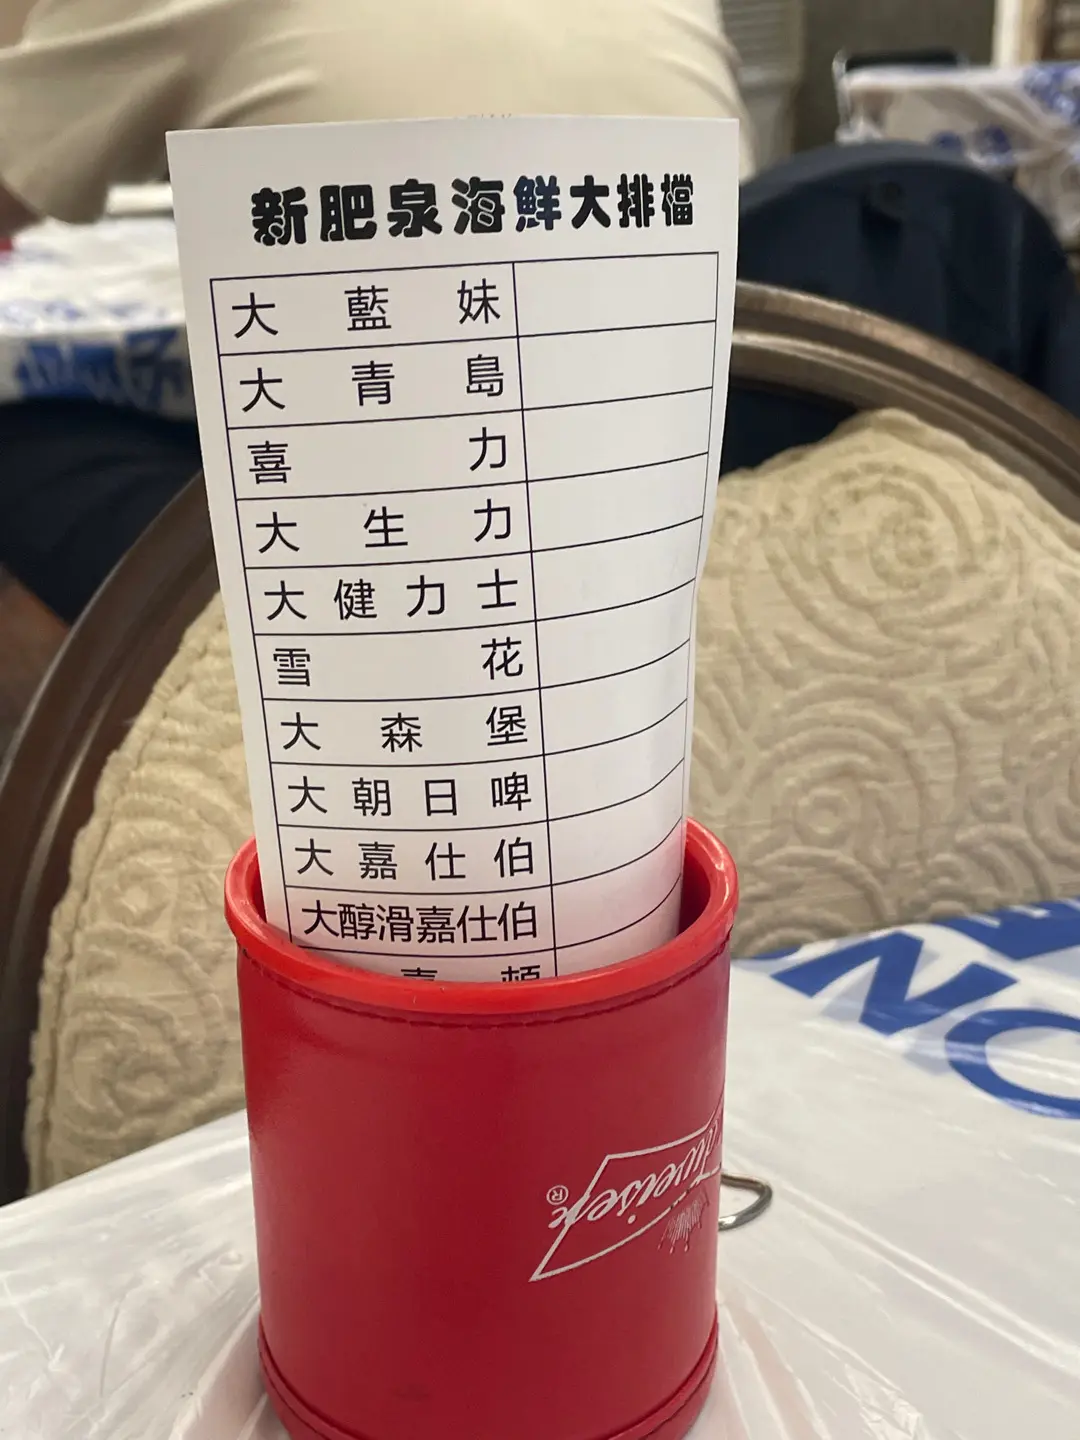 新肥泉海鮮大排檔
大藍妹
大青島
喜力
大生力
大健力士
雪花
大森堡
大朝日啤
大嘉仕伯
大醇滑嘉仕伯
®
NO